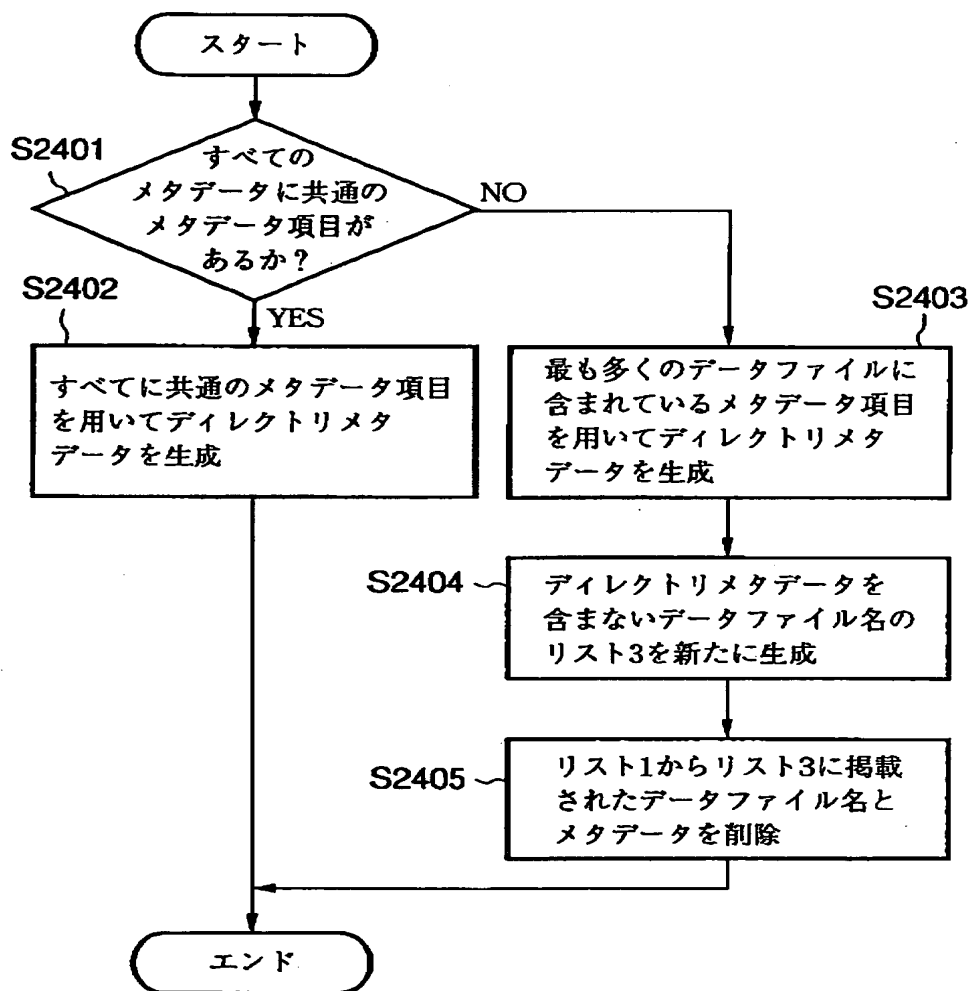 スタート
S2401
すべての
メタデータに共通の
メタデータ項目が
あるか？
NO
S2402
YES
すべてに共通のメタデータ項目
を用いてディレクトリメタ
データを生成
S2403
最も多くのデータファイルに
含まれているメタデータ項目
を用いてディレクトリメタ
データを生成
S2404
ディレクトリメタデータを
含まないデータファイル名の
リスト3を新たに生成
S2405
リスト1からリスト3に掲載
されたデータファイル名と
メタデータを削除
エンド